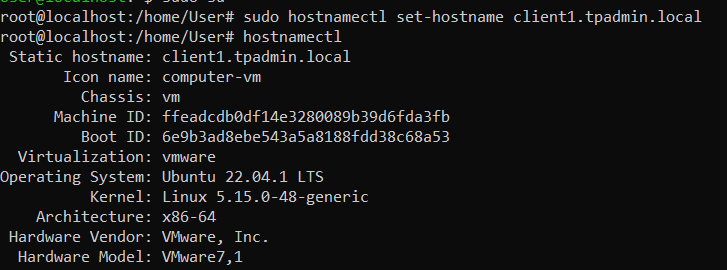 root@localhost:/home/User# sudo hostnamectl set-hostname client1.tpadmin.local
root@localhost:/home/User# hostnamectl
Static hostname: client1.tpadmin.local
Icon name: computer-vm
Chassis: vm
Machine ID: ffeadcdb0df14e3280089b39d6fda3fb
Boot ID: 6e9b3ad8ebe543a5a8188fdd38c68a53
Virtualization: vmware
Operating System: Ubuntu 22.04.1 LTS
Kernel: Linux 5.15.0-48-generic
Architecture: x86-64
Hardware Vendor: VMware, Inc.
Hardware Model: VMware7,1